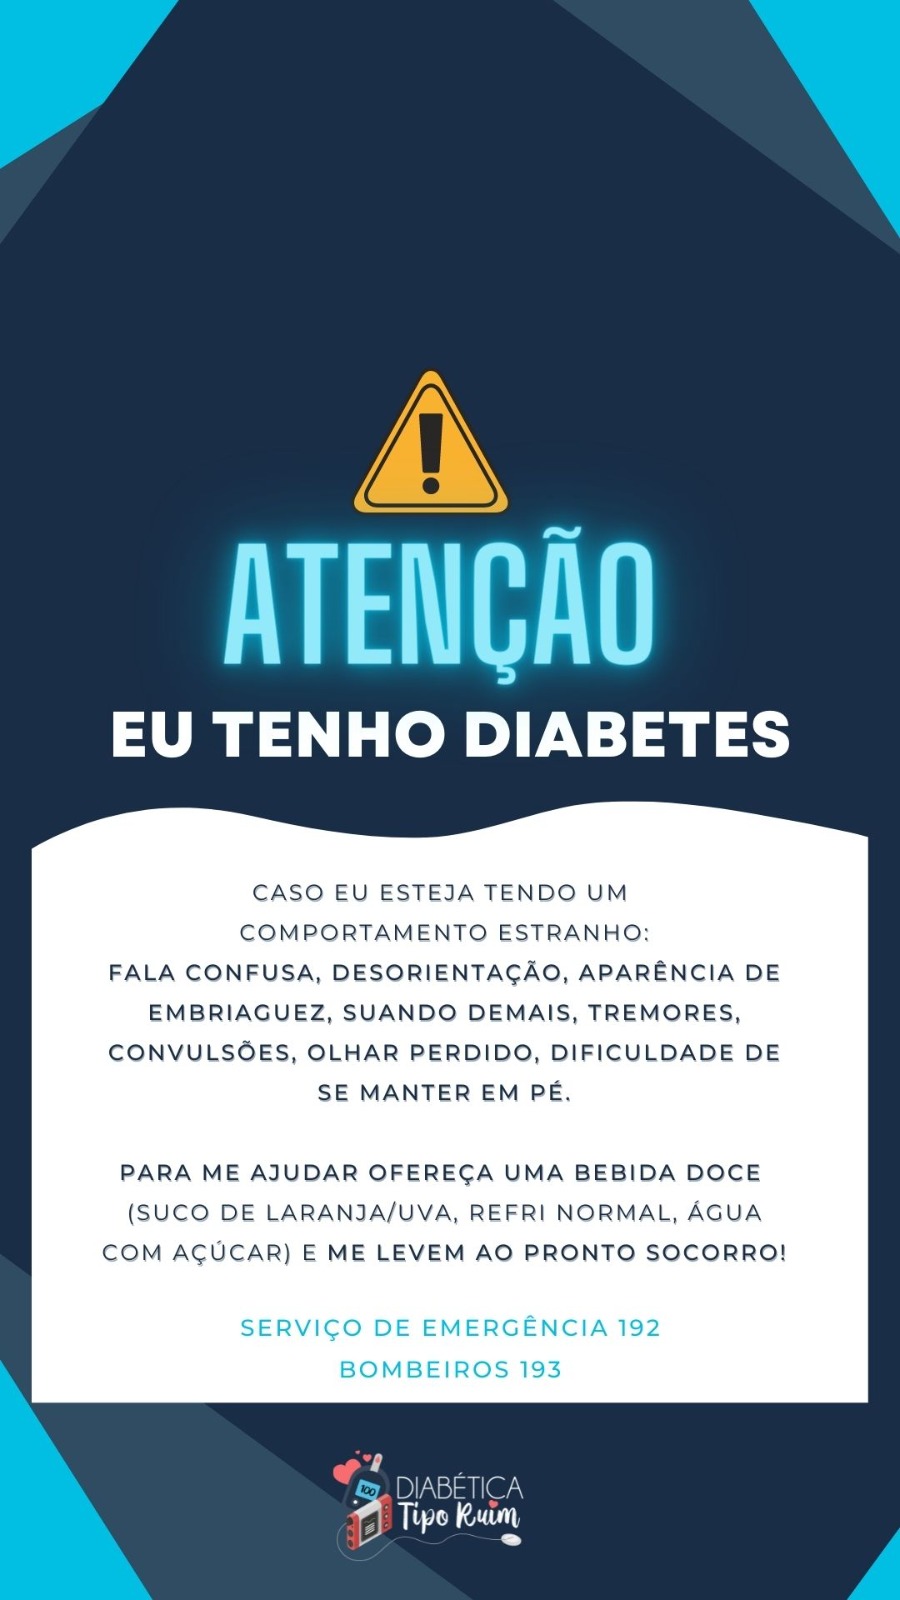 ATENÇÃO
EU TENHO DIABETES
CASO EU ESTEJA TENDO UM
COMPORTAMENTO ESTRANHO:
FALA CONFUSA, DESORIENTAÇÃO, APARÊNCIA DE
EMBRIAGUEZ, SUANDO DEMAIS, TREMORES,
CONVULSÕES, OLHAR PERDIDO, DIFICULDADE DE
SE MANTER EM PÉ.
PARA ME AJUDAR OFEREÇA UMA BEBIDA DOCE
(SUCO DE LARANJA/UVA, REFRI NORMAL, ÁGUA
COM AÇÚCAR) E ME LEVEM AO PRONTO SOCORRO!
SERVIÇO DE EMERGÊNCIA 192
BOMBEIROS 193
100
DIABÉTICA
Tipo Ruim